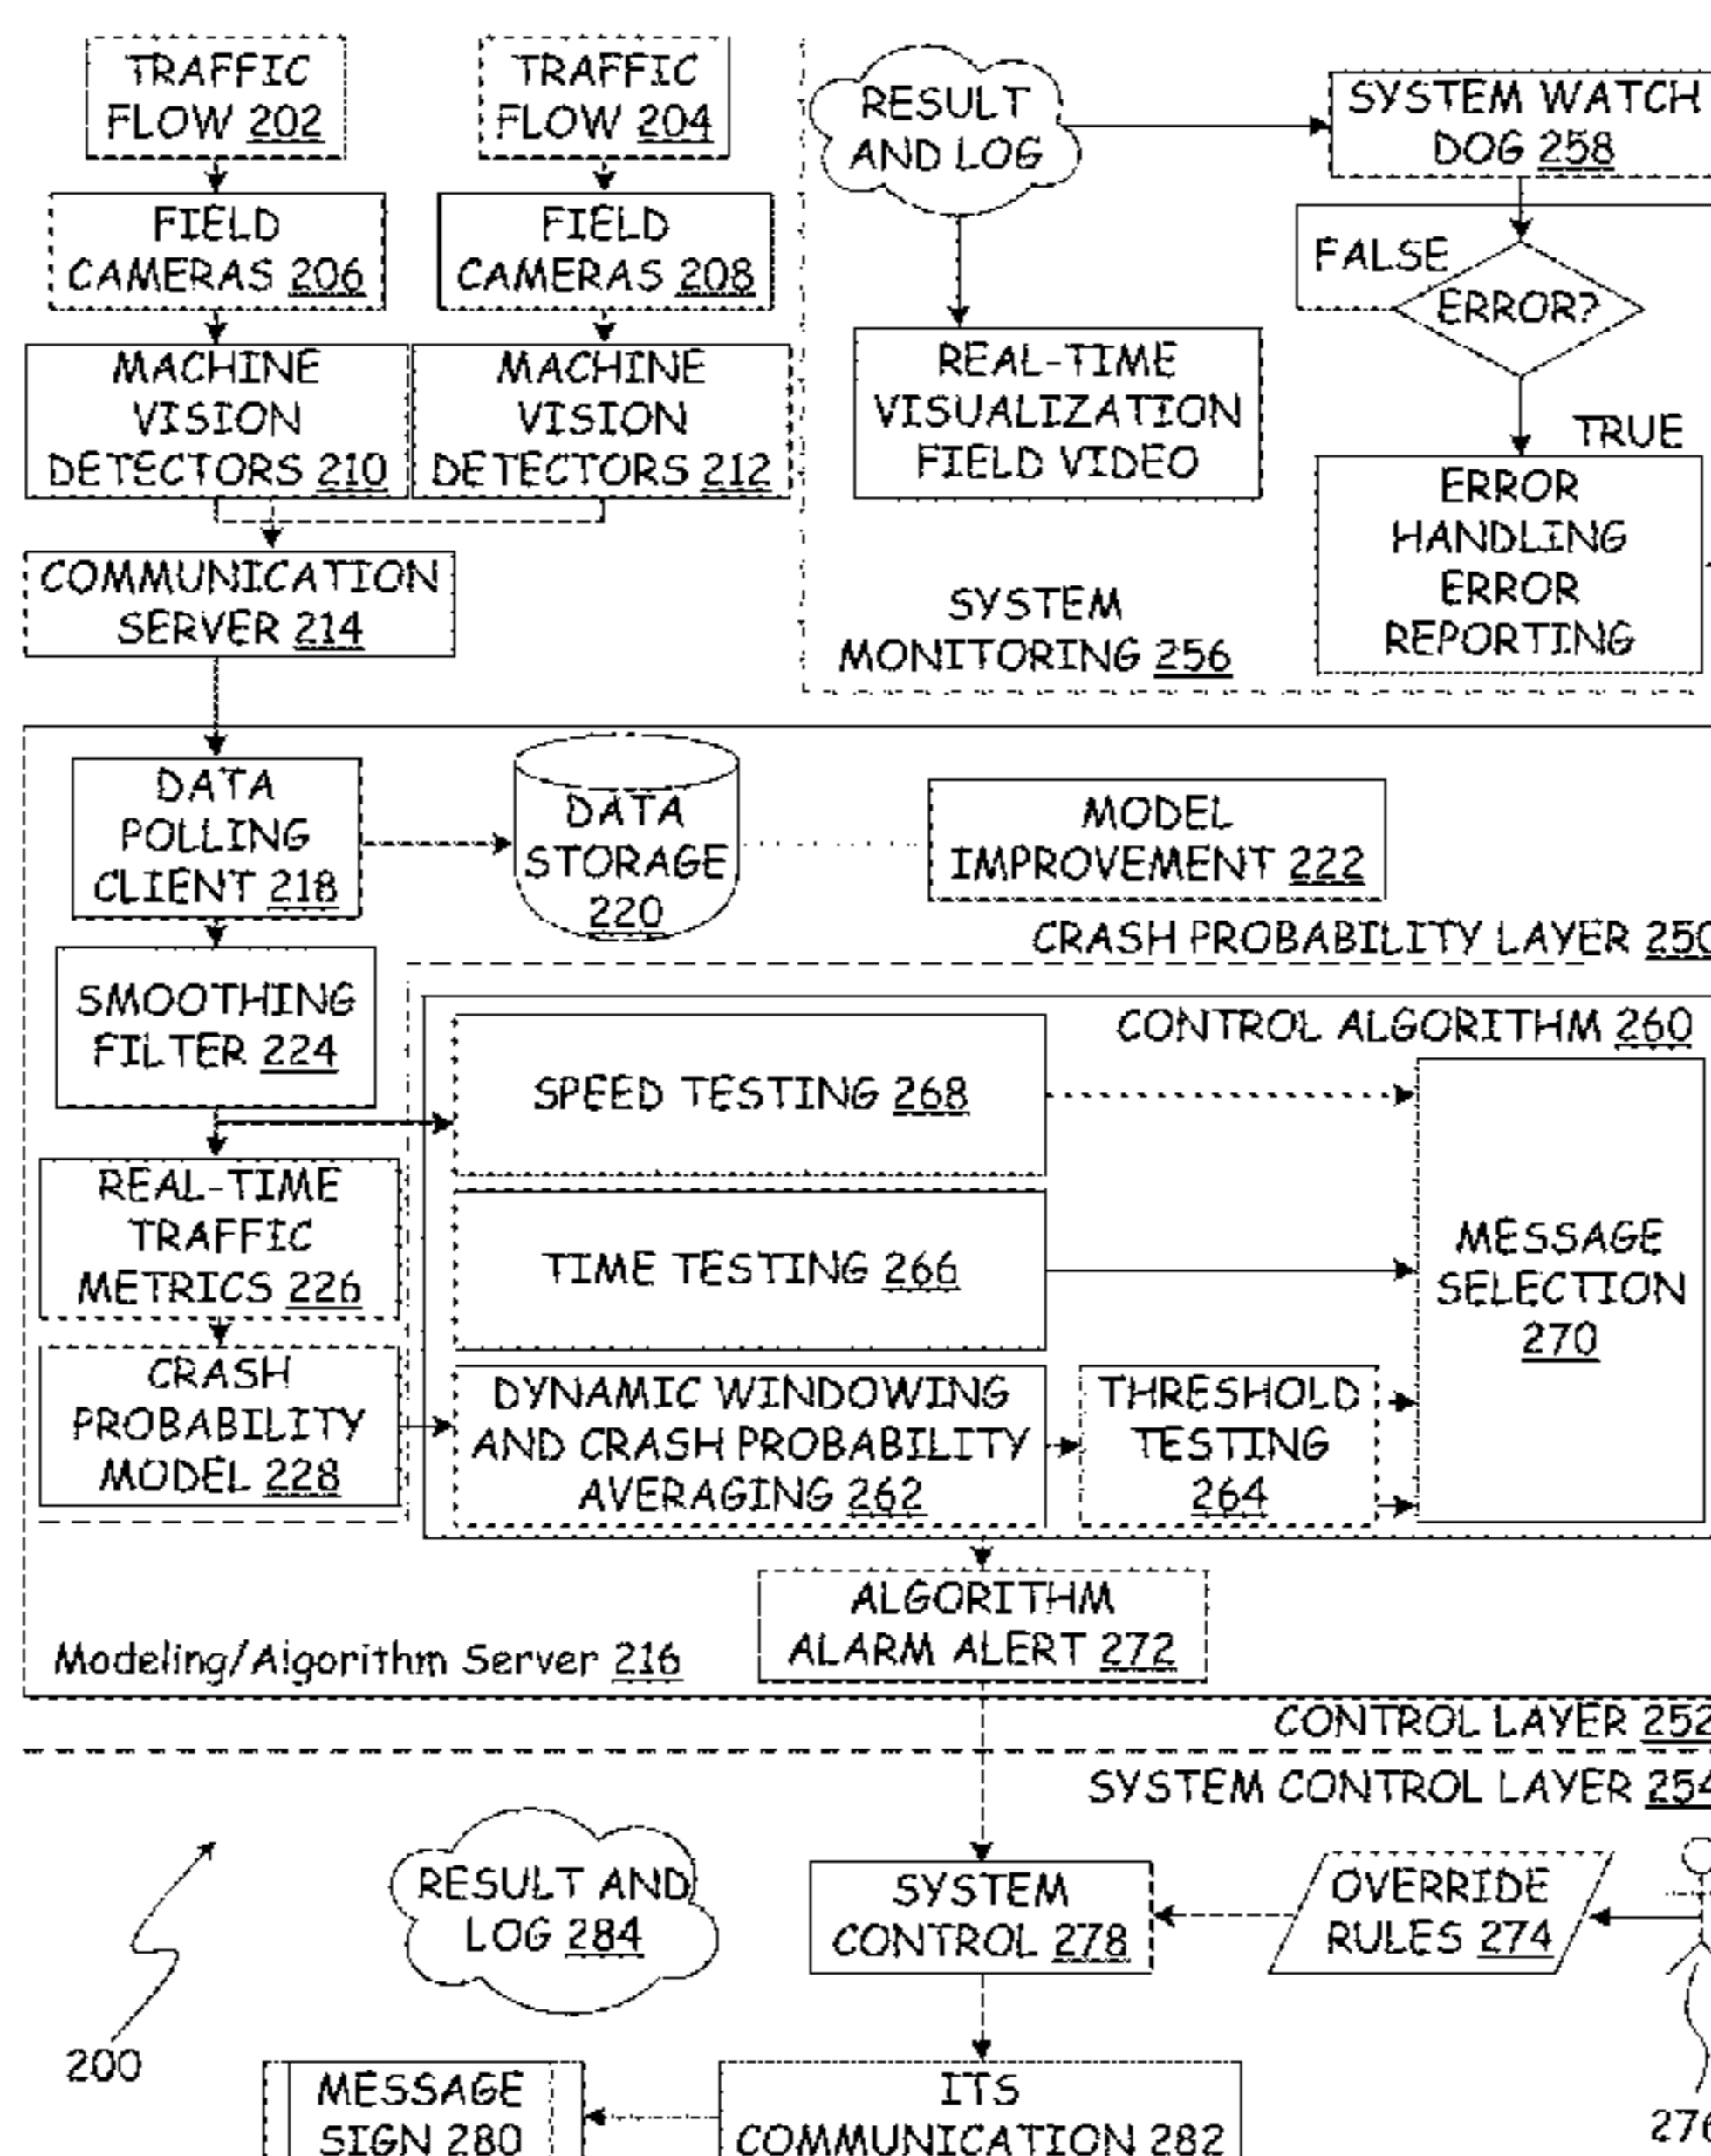 TRAFFIC
FLOW 202
TRAFFIC
FLOW 204
RESULT
AND LOG
SYSTEM WATCH
DOG 258
FIELD
CAMERAS 206
FIELD
CAMERAS 208
FALSE
ERROR?
MACHINE
VISION
DETECTORS 210
MACHINE
VISION
DETECTORS 212
REAL-TIME
VISUALIZATION
FIELD VIDEO
TRUE
ERROR
HANDLING
ERROR
REPORTING
COMMUNICATION
SERVER 214
SYSTEM
MONITORING 256
DATA
POLLING
CLIENT 218
DATA
STORAGE
220
MODEL
IMPROVEMENT 222
CRASH PROBABILITY LAYER 250
SMOOTHING
FILTER 224
CONTROL ALGORITHM 260
SPEED TESTING 268
REAL-TIME
TRAFFIC
METRICS 226
TIME TESTING 266
MESSAGE
SELECTION
270
CRASH
PROBABILITY
MODEL 228
DYNAMIC WINDOWING
AND CRASH PROBABILITY
AVERAGING 262
THRESHOLD
TESTING
264
ALGORITHM
ALARM ALERT 272
Modeling/Algorithm Server 216
CONTROL LAYER 252
SYSTEM CONTROL LAYER 254
RESULT AND
LOG 284
SYSTEM
CONTROL 278
OVERRIDE
RULES 274
200
MESSAGE
SIGN 280
ITS
COMMUNICATION 282
276